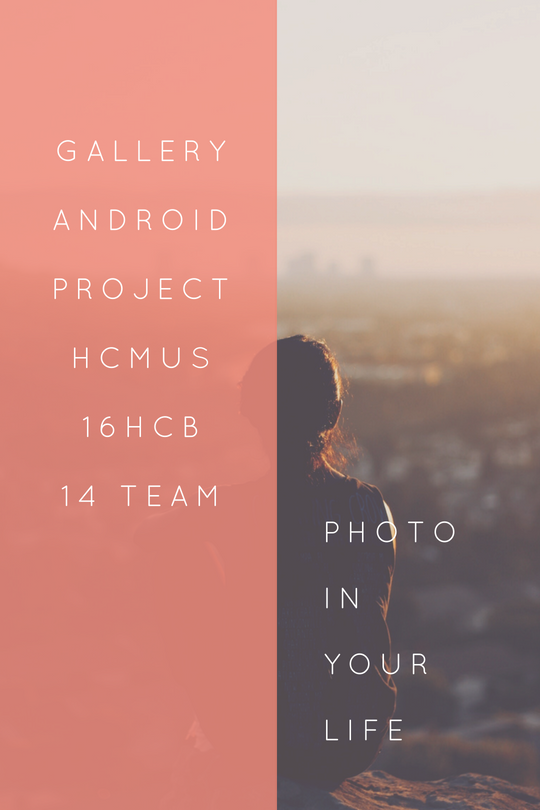 GALLERY
ANDROID
PROJECT
HCMUS
16HCB
14 TEAM
PHOTO
IN
YOUR
LIFE